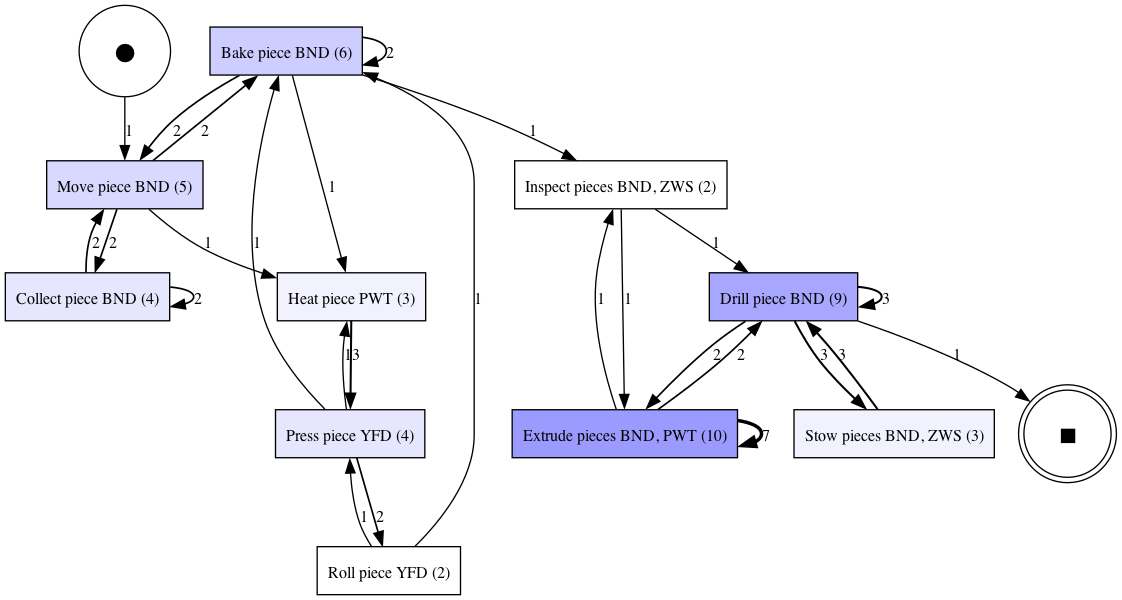 Bake piece BND (6)
2
1
2
2
1
Move piece BND (5)
1
Inspect pieces BND, ZWS (2)
2
2
1
1
1
Collect piece BND (4)
2
Heat piece PWT (3)
1
1
1
Drill piece BND (9)
3
1
3
2
2
3
3
1
Press piece YFD (4)
Extrude pieces BND, PWT (10)
7
Stow pieces BND, ZWS (3)
1
2
Roll piece YFD (2)